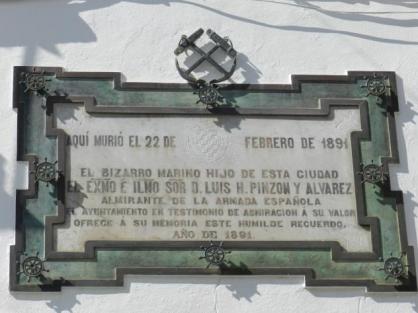 AQUÍ MURIÓ EL 22 DE FEBRERO DE 1891
EL BIZARRO MARINO HIJO DE ESTA CIUDAD
EL EXMO É ILMO SOR D. LUIS H. PINZON Y ALVAREZ
ALMIRANTE DE LA ARMADA ESPAÑOLA
EL AYUNTAMIENTO EN TESTIMONIO DE ADMIRACION Á SU VALOR
OFRECE Á SU MEMORIA ESTE HUMILDE RECUERDO.
AÑO DE 1891.